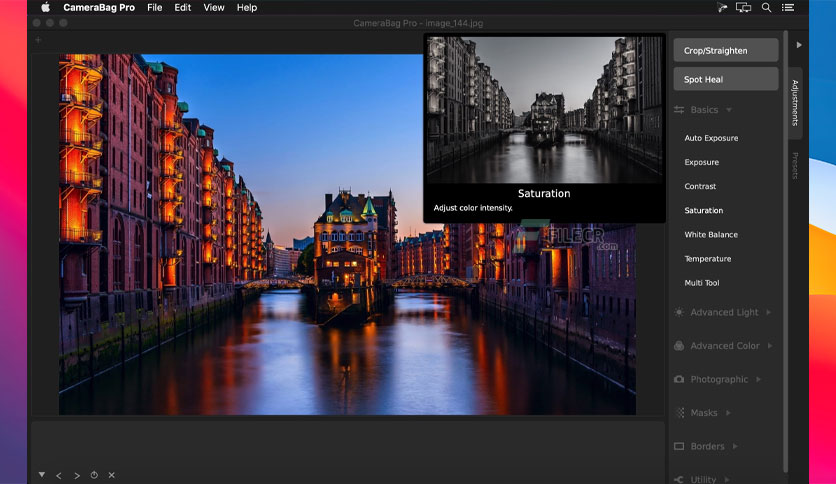 CameraBag Pro File Edit View Help
CameraBag Pro - image_144.jpg
Crop/Straighten
Spot Heal
Basics
Auto Exposure
Exposure
Contrast
Saturation
White Balance
Temperature
Multi Tool
Advanced Light
Advanced Color
Photographic
Masks
Borders
Utility
Adjustments
Presets
Saturation
Adjust color intensity.
FILECR
.com